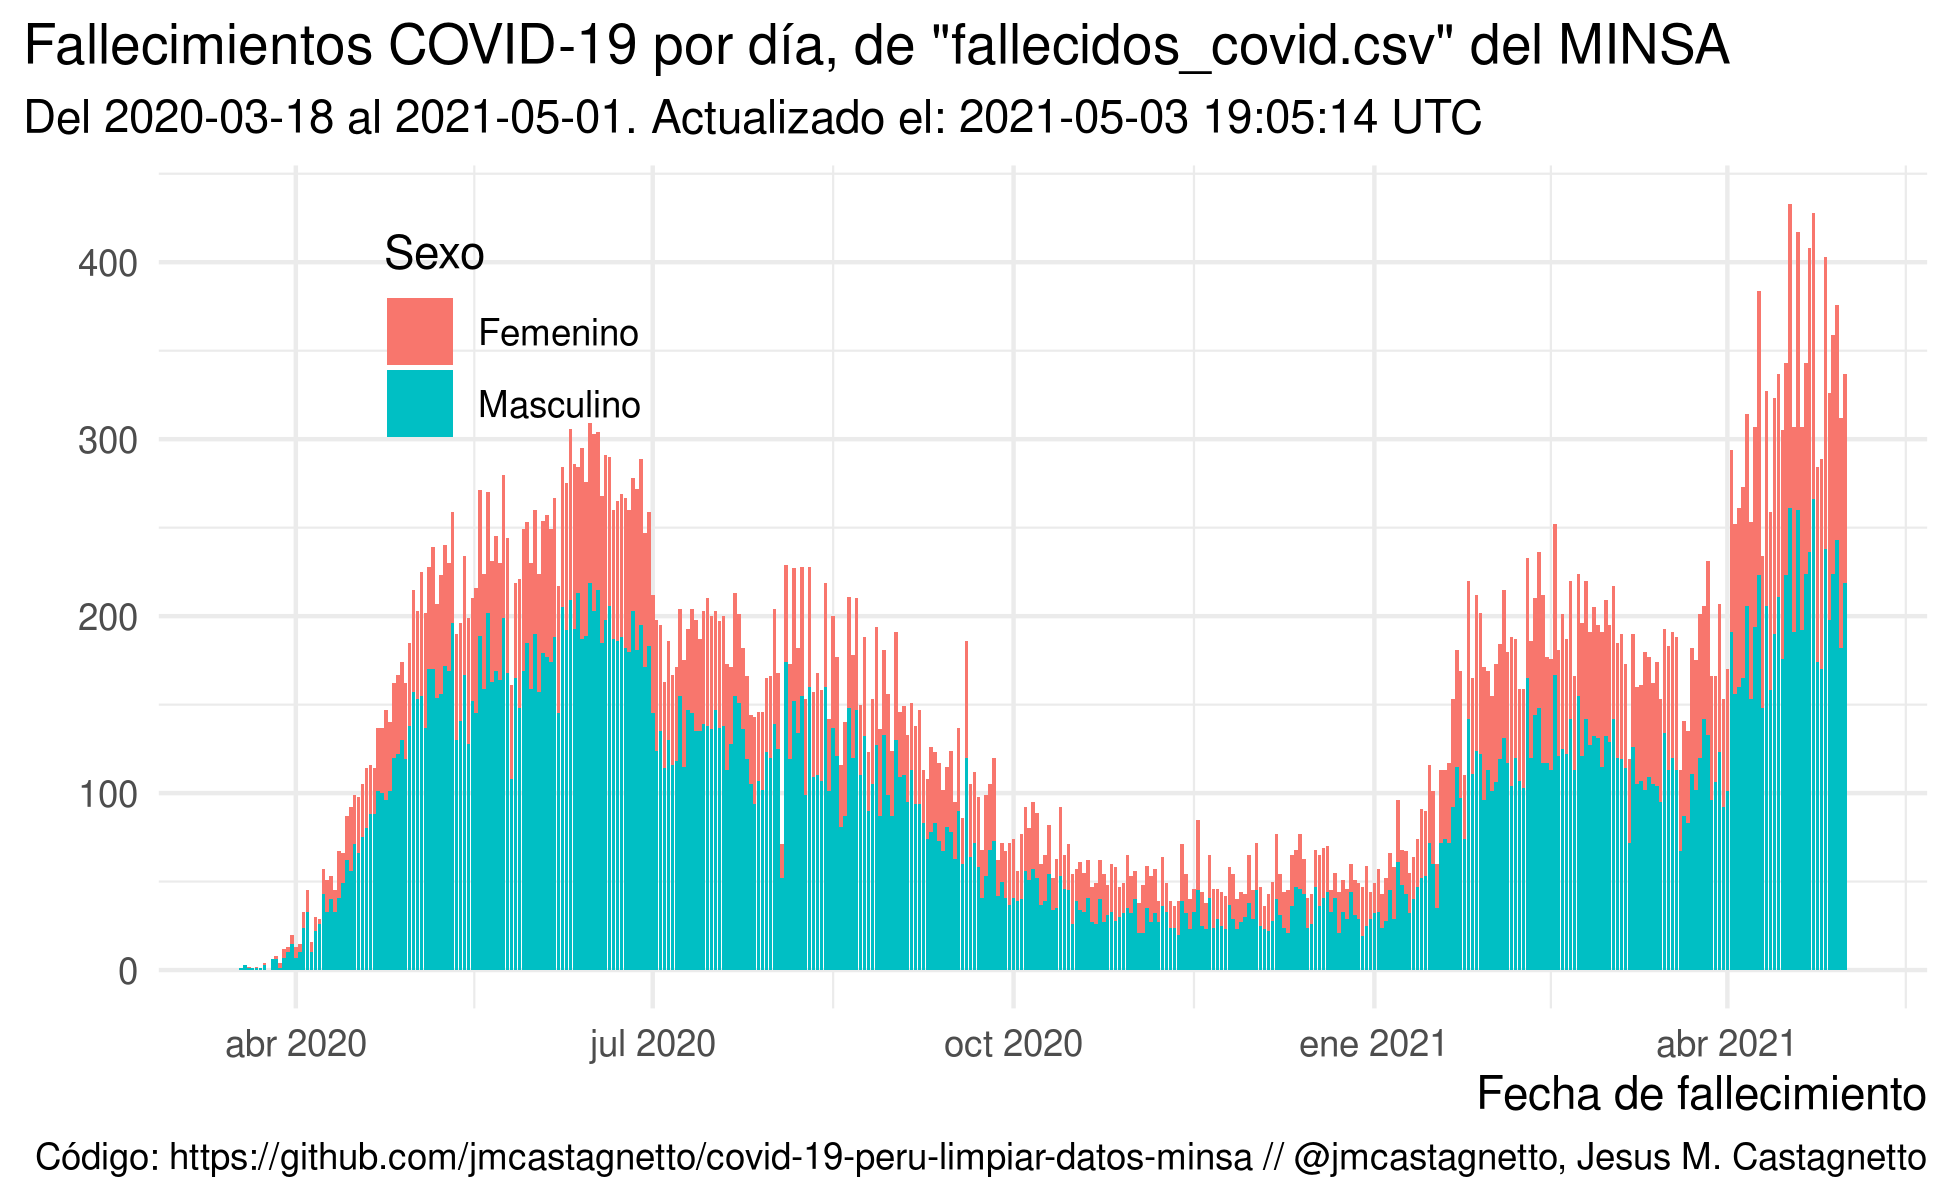 Fallecimientos COVID-19 por día, de "fallecidos_covid.csv" del MINSA
Del 2020-03-18 al 2021-05-01. Actualizado el: 2021-05-03 19:05:14 UTC
Sexo
Femenino
Masculino
400
300
200
100
0
abr 2020 jul 2020 oct 2020 ene 2021 abr 2021
Fecha de fallecimiento
Código: https://github.com/jmcastagnetto/covid-19-peru-limpiar-datos-minsa // @jmcastagnetto, Jesus M. Castagnetto